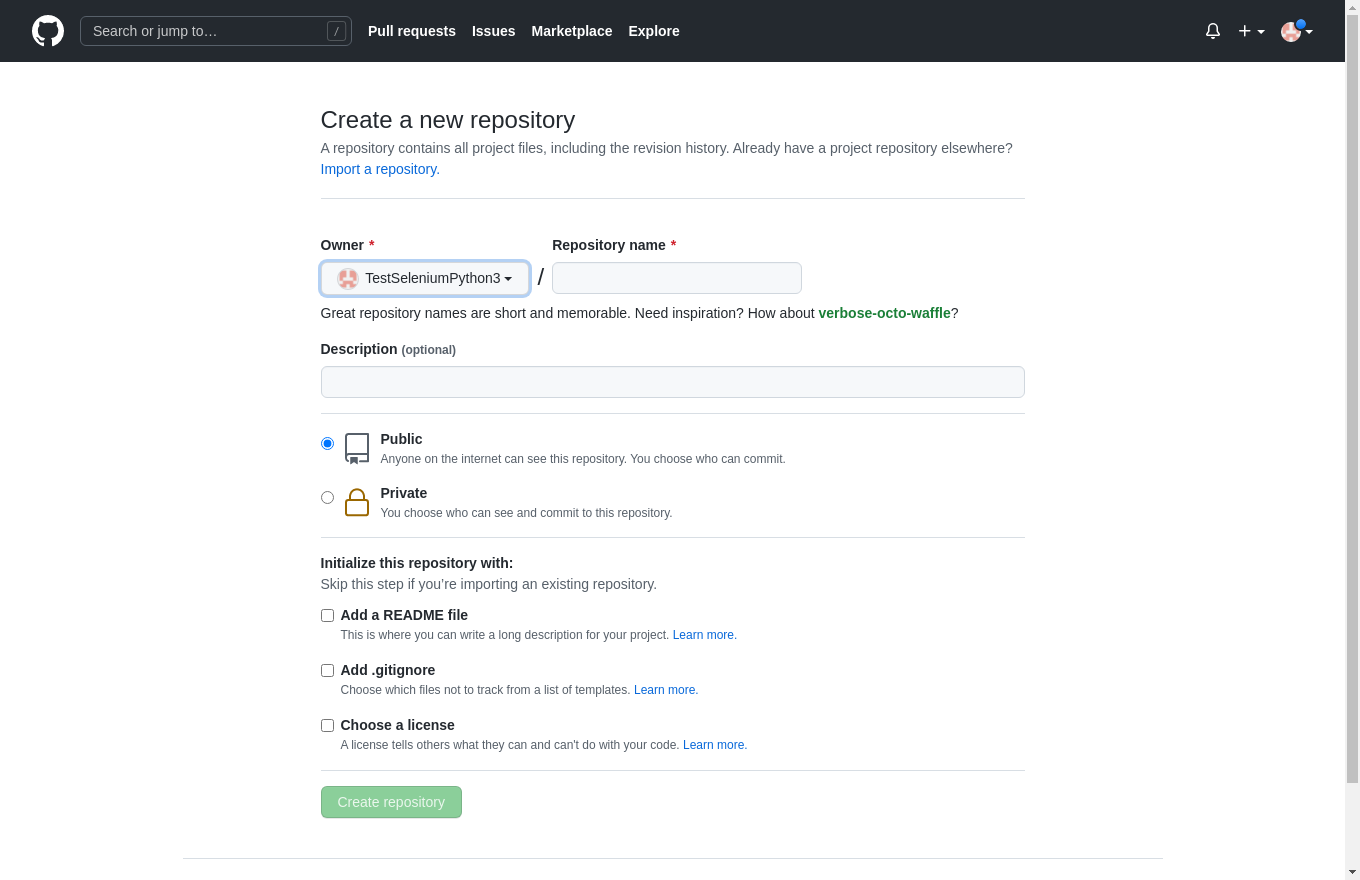 Search or jump to…
/
Pull requests
Issues
Marketplace
Explore
Create a new repository
A repository contains all project files, including the revision history. Already have a project repository elsewhere?
Import a repository.
Owner *
Repository name *
TestSeleniumPython3
/
Great repository names are short and memorable. Need inspiration? How about verbose-octo-waffle?
Description (optional)
Public
Anyone on the internet can see this repository. You choose who can commit.
Private
You choose who can see and commit to this repository.
Initialize this repository with:
Skip this step if you’re importing an existing repository.
Add a README file
This is where you can write a long description for your project. Learn more.
Add .gitignore
Choose which files not to track from a list of templates. Learn more.
Choose a license
A license tells others what they can and can't do with your code. Learn more.
Create repository